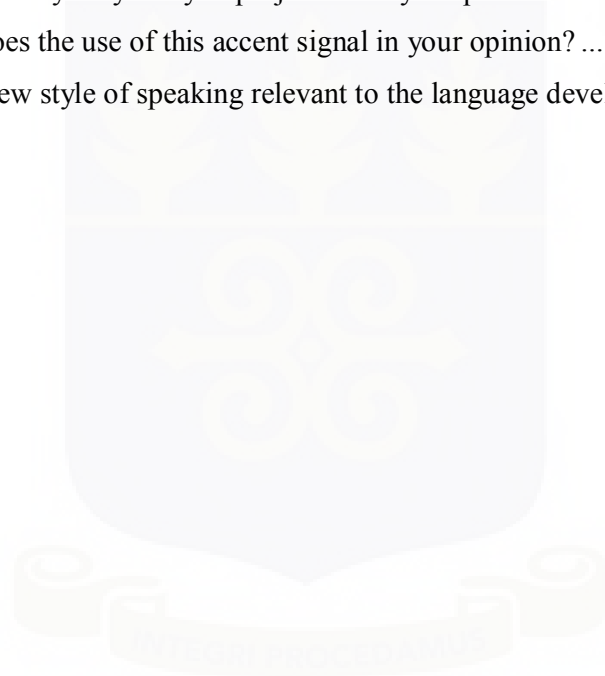 oes the use of this accent signal in your opinion? ...
ew style of speaking relevant to the language deve
INTEGRI PROCEDAMUS